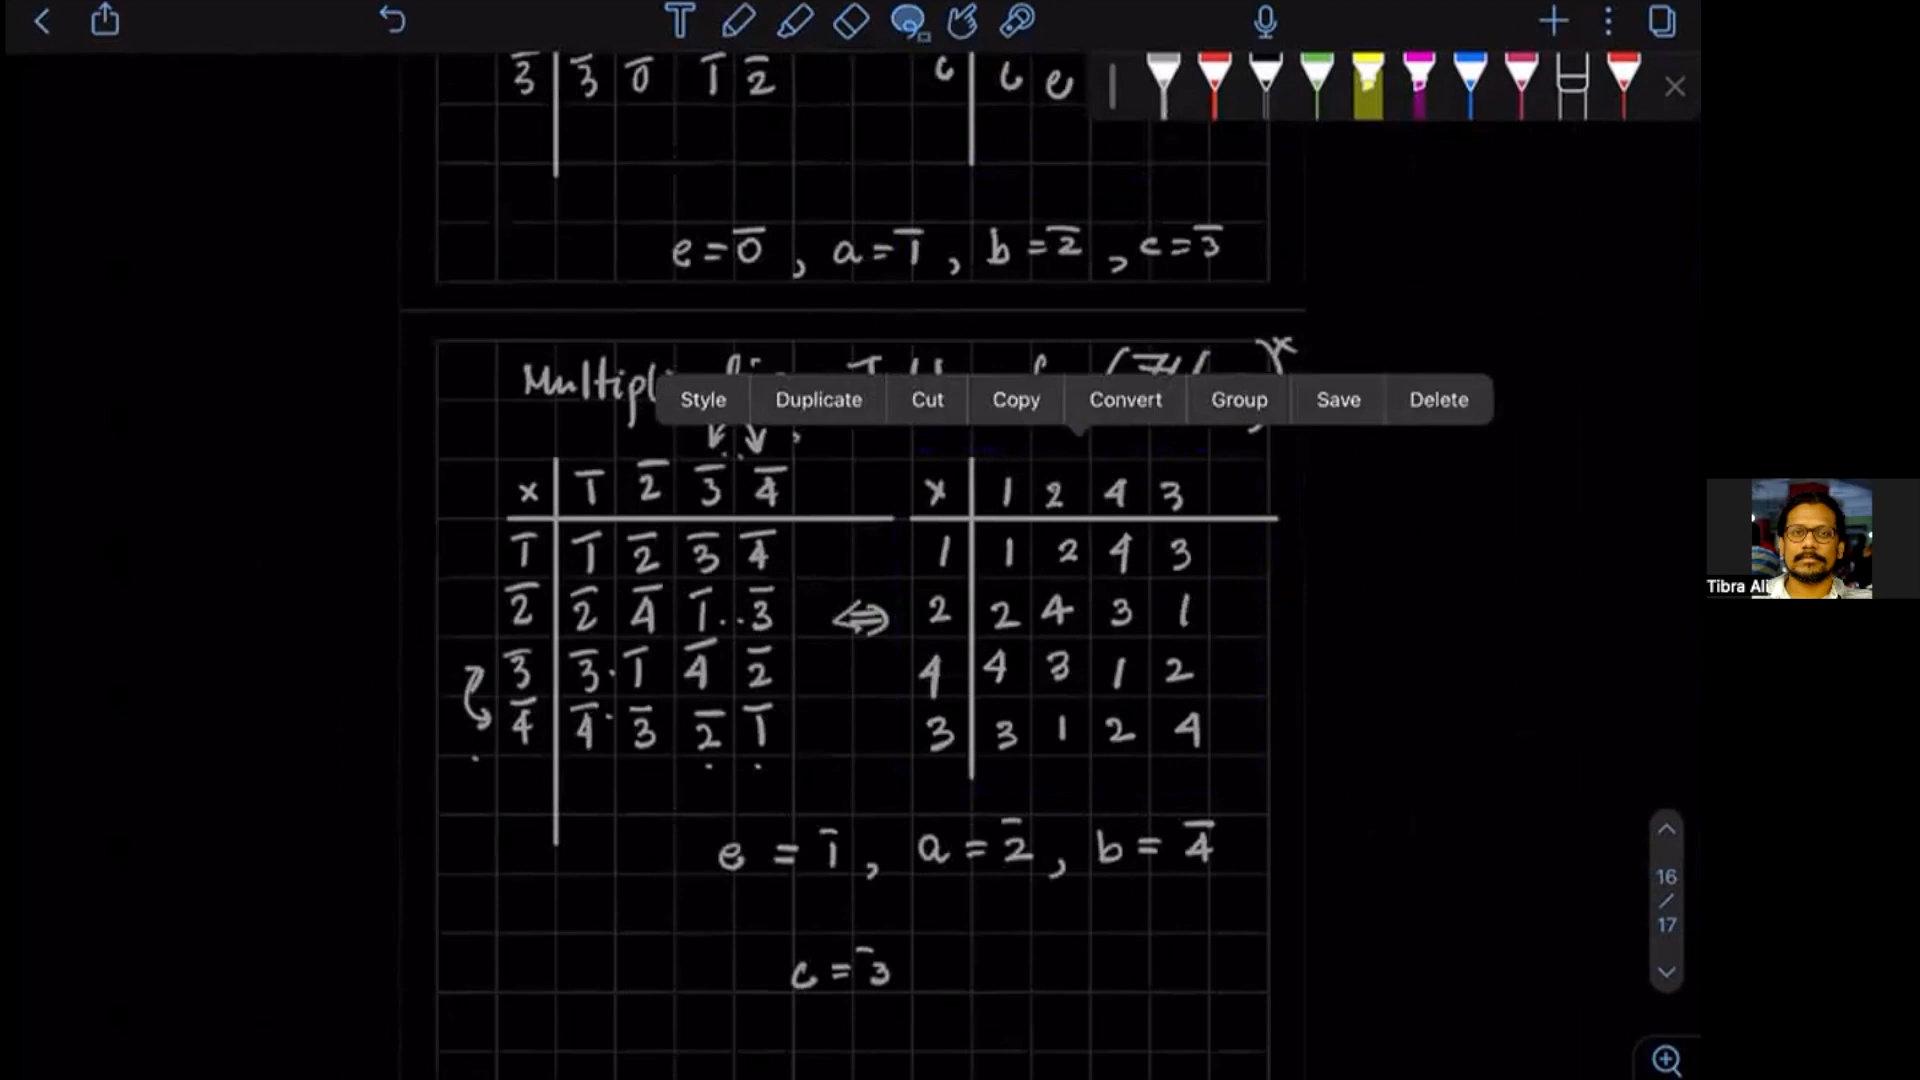 3̄ | 3̄ 0̄ 1̄ 2̄
c | c e
e = 0̄ , a = 1̄ , b = 2̄ , c = 3̄
Style Duplicate Cut Copy Convert Group Save Delete
× | 1̄ 2̄ 3̄ 4̄
1̄ | 1̄ 2̄ 3̄ 4̄
2̄ | 2̄ 4̄ 1̄ 3̄
3̄ | 3̄ 1̄ 4̄ 2̄
4̄ | 4̄ 3̄ 2̄ 1̄
⇔
× | 1 2 4 3
1 | 1 2 4 3
2 | 2 4 3 1
4 | 4 3 1 2
3 | 3 1 2 4
e = 1̄ , a = 2̄ , b = 4̄
c = 3̄
16
/
17
Tibra Ali